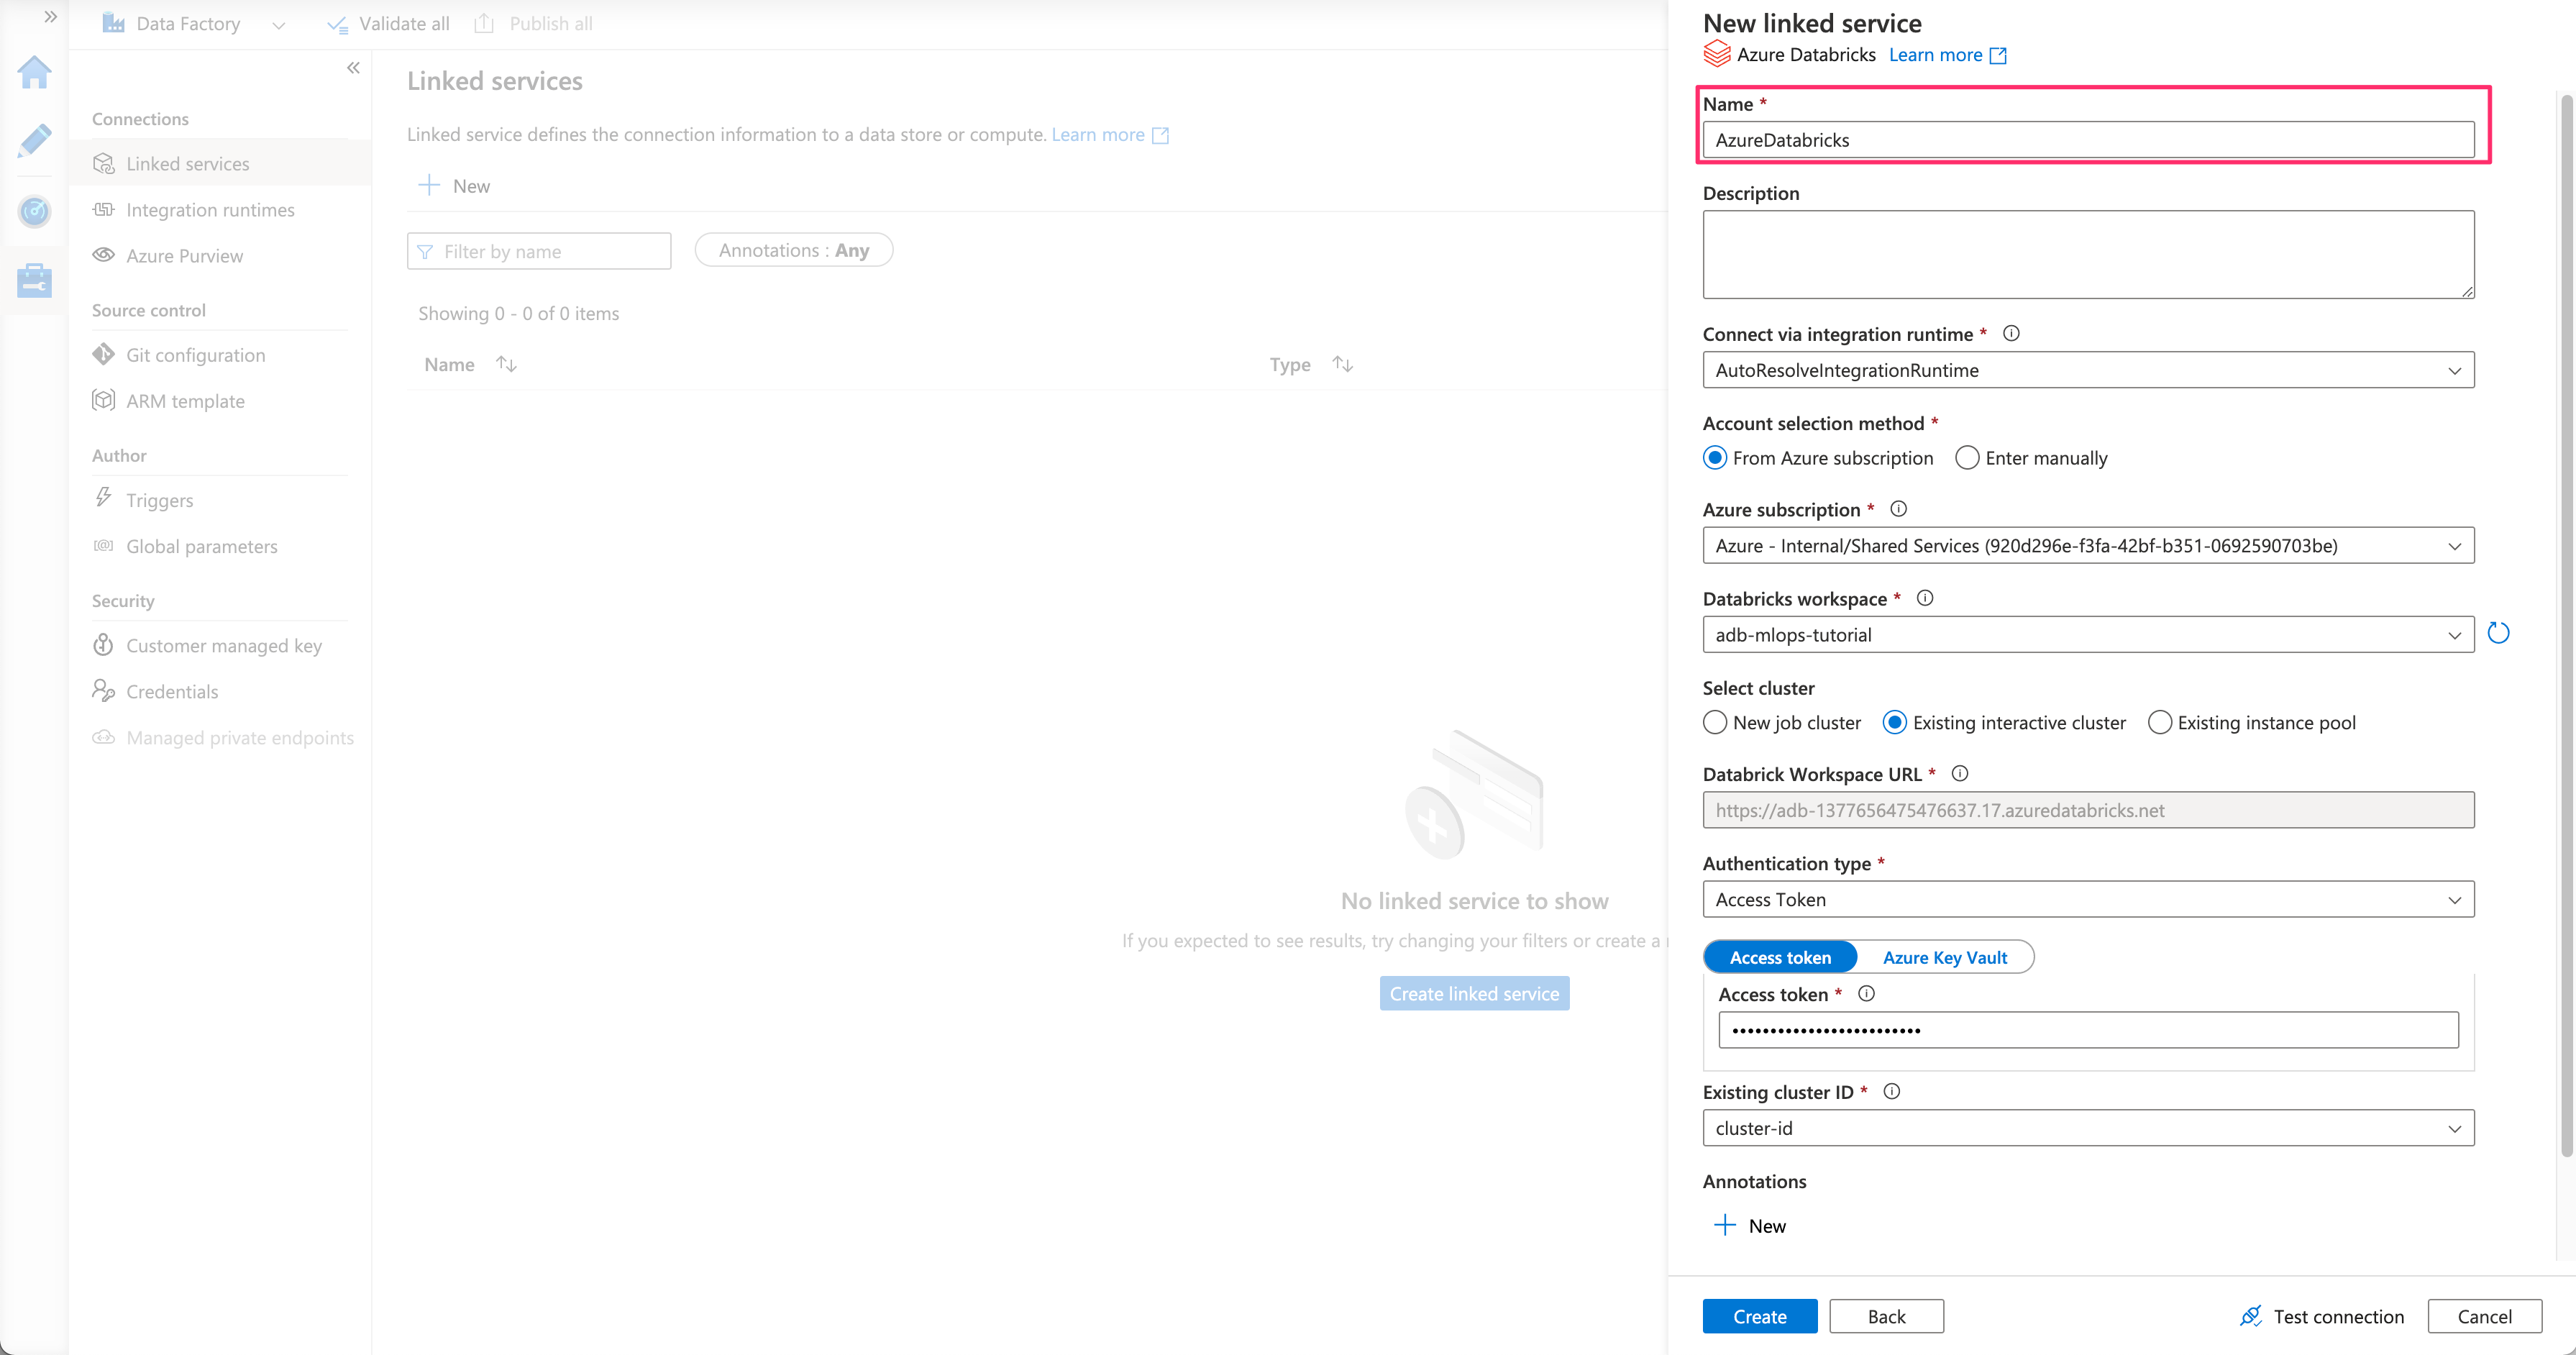 Data Factory
Validate all
Publish all
Connections
Linked services
Integration runtimes
Azure Purview
Source control
Git configuration
ARM template
Author
Triggers
Global parameters
Security
Customer managed key
Credentials
Managed private endpoints
Linked services
Linked service defines the connection information to a data store or compute. Learn more
New
Filter by name
Annotations : Any
Showing 0 - 0 of 0 items
Name Type
No linked service to show
If you expected to see results, try changing your filters or create a
Create linked service
New linked service
Azure Databricks Learn more
Name *
AzureDatabricks
Description
Connect via integration runtime *
AutoResolveIntegrationRuntime
Account selection method *
From Azure subscription Enter manually
Azure subscription *
Azure - Internal/Shared Services (920d296e-f3fa-42bf-b351-0692590703be)
Databricks workspace *
adb-mlops-tutorial
Select cluster
New job cluster Existing interactive cluster Existing instance pool
Databrick Workspace URL *
https://adb-1377656475476637.17.azuredatabricks.net
Authentication type *
Access Token
Access token Azure Key Vault
Access token *
•••••••••••••••••••••••••
Existing cluster ID *
cluster-id
Annotations
New
Create Back Test connection Cancel